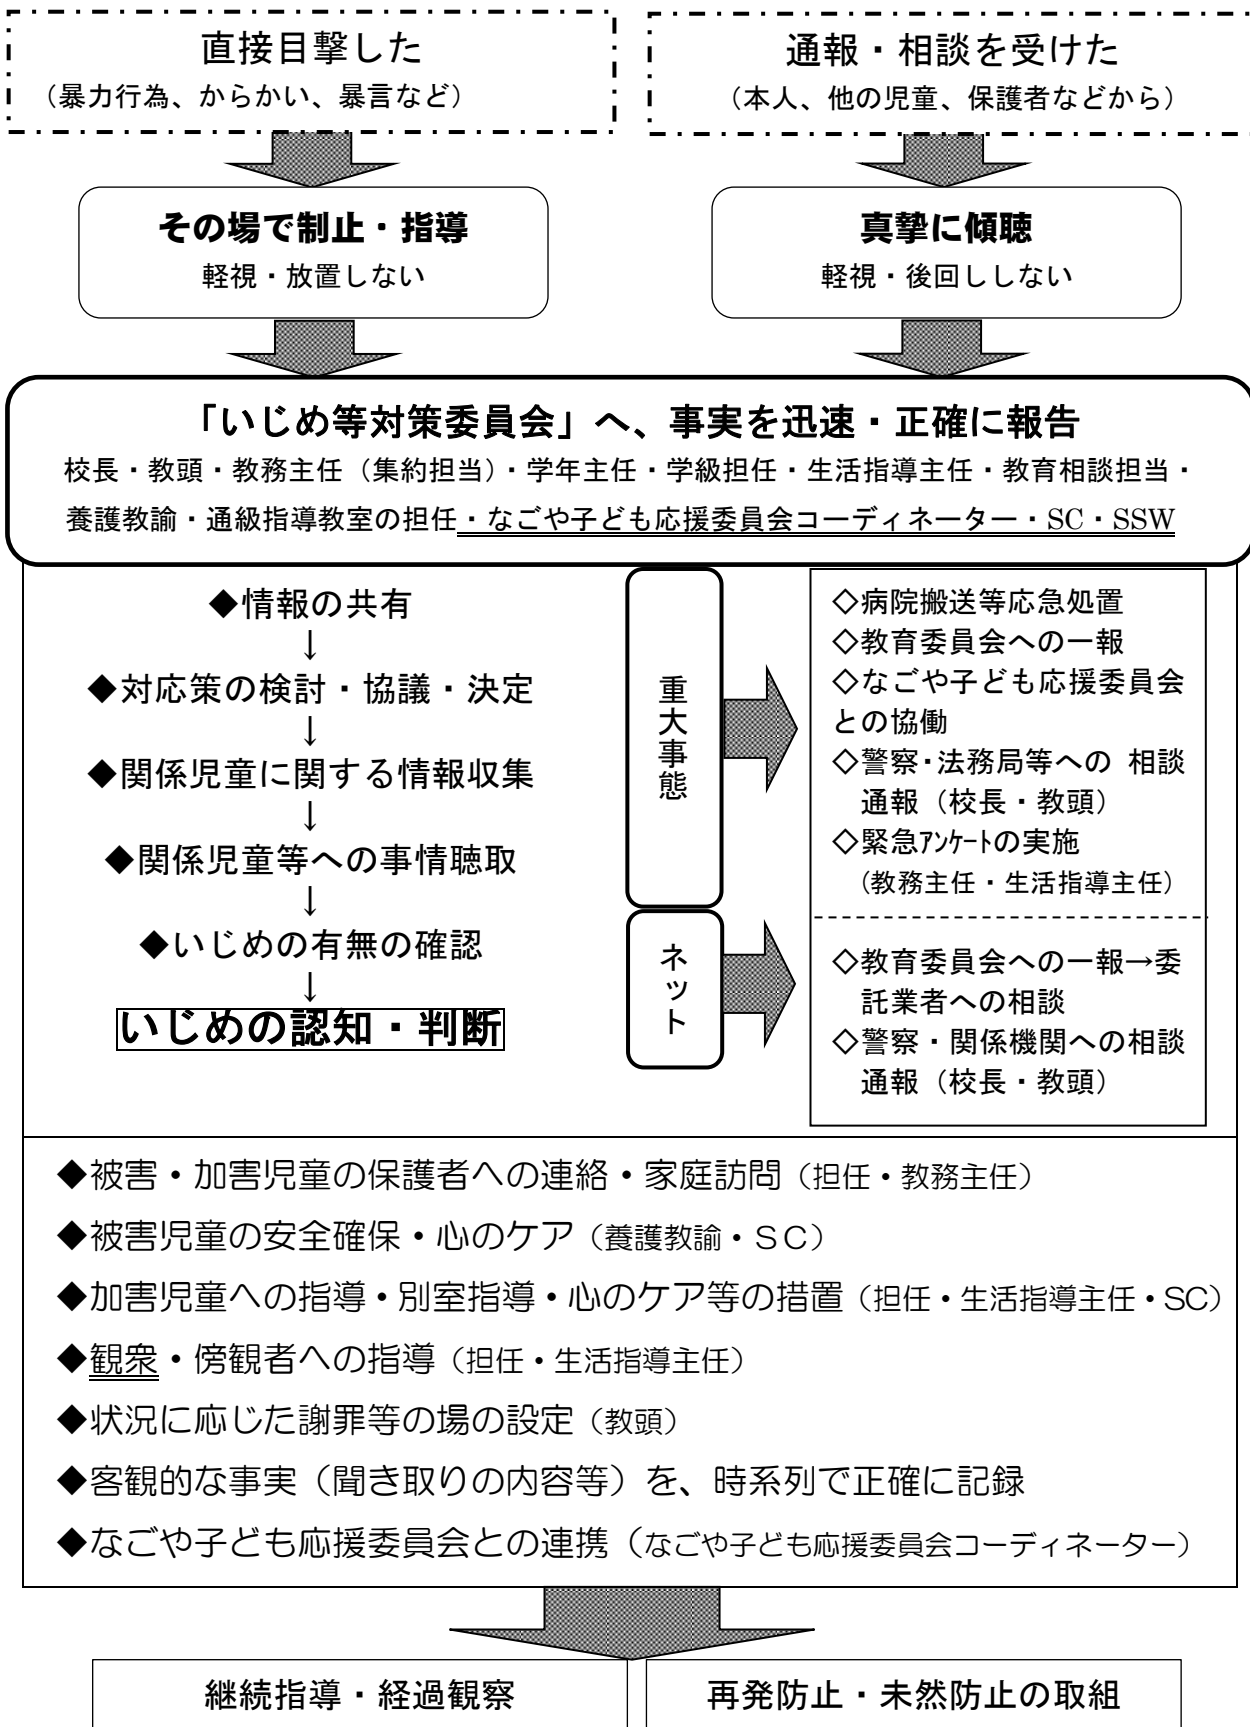 直接目撃した
（暴力行為、からかい、暴言など）
通報・相談を受けた
（本人、他の児童、保護者などから）
その場で制止・指導
軽視・放置しない
真摯に傾聴
軽視・後回ししない
「いじめ等対策委員会」へ、事実を迅速・正確に報告
校長・教頭・教務主任（集約担当）・学年主任・学級担任・生活指導主任・教育相談担当・
養護教諭・通級指導教室の担任・なごや子ども応援委員会コーディネーター・SC・SSW
◆情報の共有
↓
◆対応策の検討・協議・決定
↓
◆関係児童に関する情報収集
↓
◆関係児童等への事情聴取
↓
◆いじめの有無の確認
↓
いじめの認知・判断
重大事態
◇病院搬送等応急処置
◇教育委員会への一報
◇なごや子ども応援委員会
との協働
◇警察・法務局等への 相談
通報（校長・教頭）
◇緊急ｱﾝｹｰﾄの実施
（教務主任・生活指導主任）
ネット
◇教育委員会への一報→委
託業者への相談
◇警察・関係機関への相談
通報（校長・教頭）
◆被害・加害児童の保護者への連絡・家庭訪問（担任・教務主任）
◆被害児童の安全確保・心のケア（養護教諭・ＳＣ）
◆加害児童への指導・別室指導・心のケア等の措置（担任・生活指導主任・SC）
◆観衆・傍観者への指導（担任・生活指導主任）
◆状況に応じた謝罪等の場の設定（教頭）
◆客観的な事実（聞き取りの内容等）を、時系列で正確に記録
◆なごや子ども応援委員会との連携（なごや子ども応援委員会コーディネーター）
継続指導・経過観察
再発防止・未然防止の取組